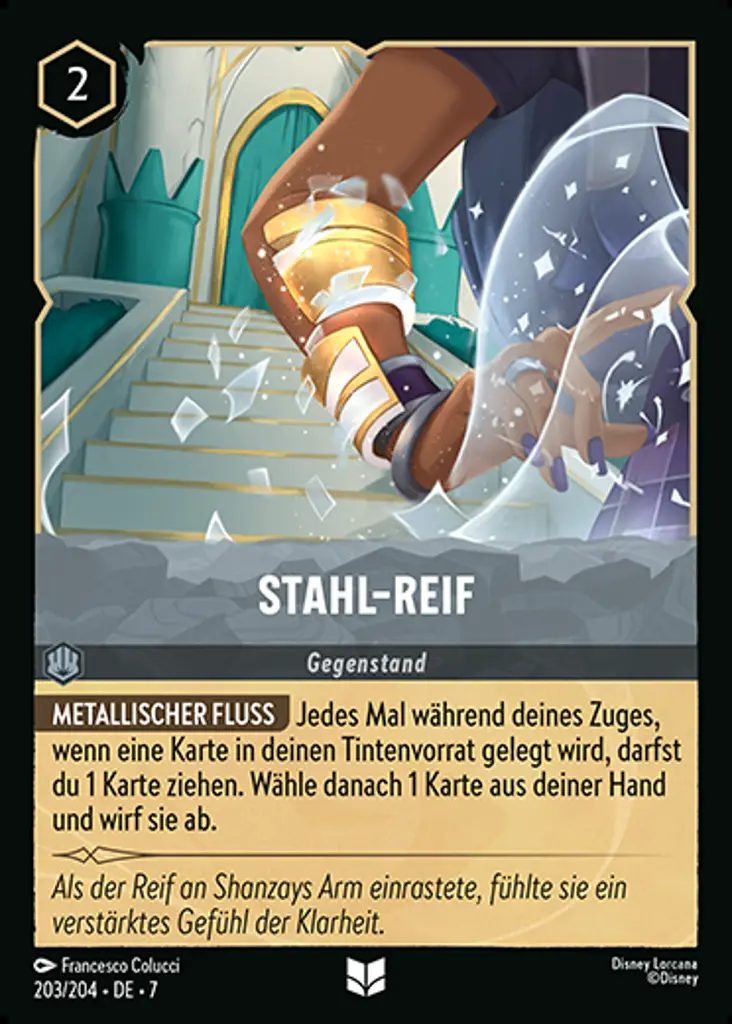 2
STAHL-REIF
Gegenstand
METALLISCHER FLUSS Jedes Mal während deines Zuges,
wenn eine Karte in deinen Tintenvorrat gelegt wird, darfst
du 1 Karte ziehen. Wähle danach 1 Karte aus deiner Hand
und wirf sie ab.
Als der Reif an Shanzays Arm einrastete, fühlte sie ein
verstärktes Gefühl der Klarheit.
Francesco Colucci
203/204 • DE • 7
Disney Lorcana
©Disney